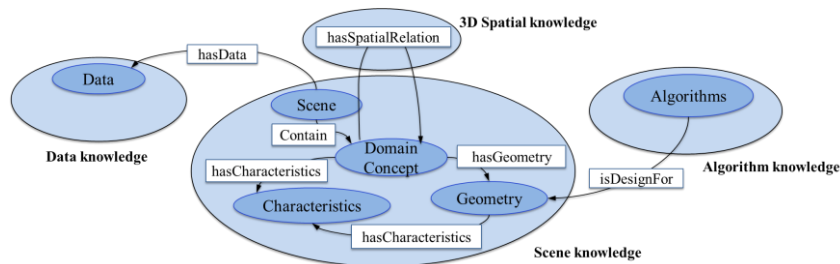 3D Spatial knowledge
hasSpatialRelation
hasData
Data
Scene
Algorithms
Contain
Data knowledge
Domain
Concept
hasGeometry
Algorithm knowledge
hasCharacteristics
isDesignFor
Characteristics
Geometry
hasCharacteristics
Scene knowledge